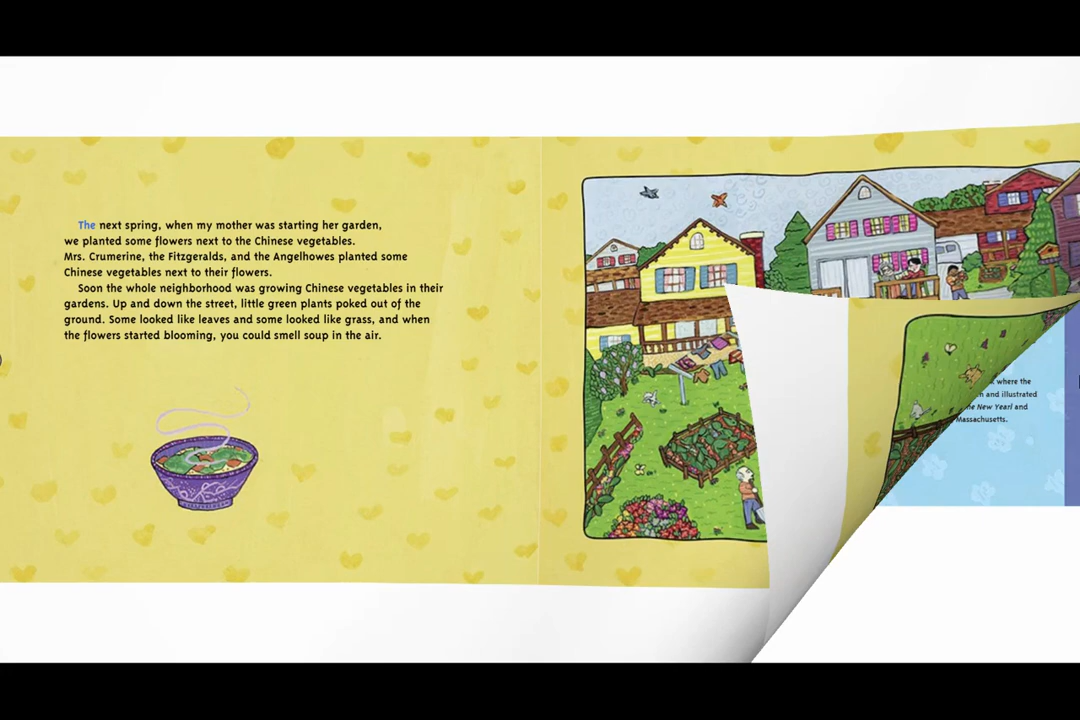 The next spring, when my mother was starting her garden,
we planted some flowers next to the Chinese vegetables.
Mrs. Crumerine, the Fitzgeralds, and the Angelhowes planted some
Chinese vegetables next to their flowers.
Soon the whole neighborhood was growing Chinese vegetables in their
gardens. Up and down the street, little green plants poked out of the
ground. Some looked like leaves and some looked like grass, and when
the flowers started blooming, you could smell soup in the air.
where the
and illustrated
New Year! and
Massachusetts.